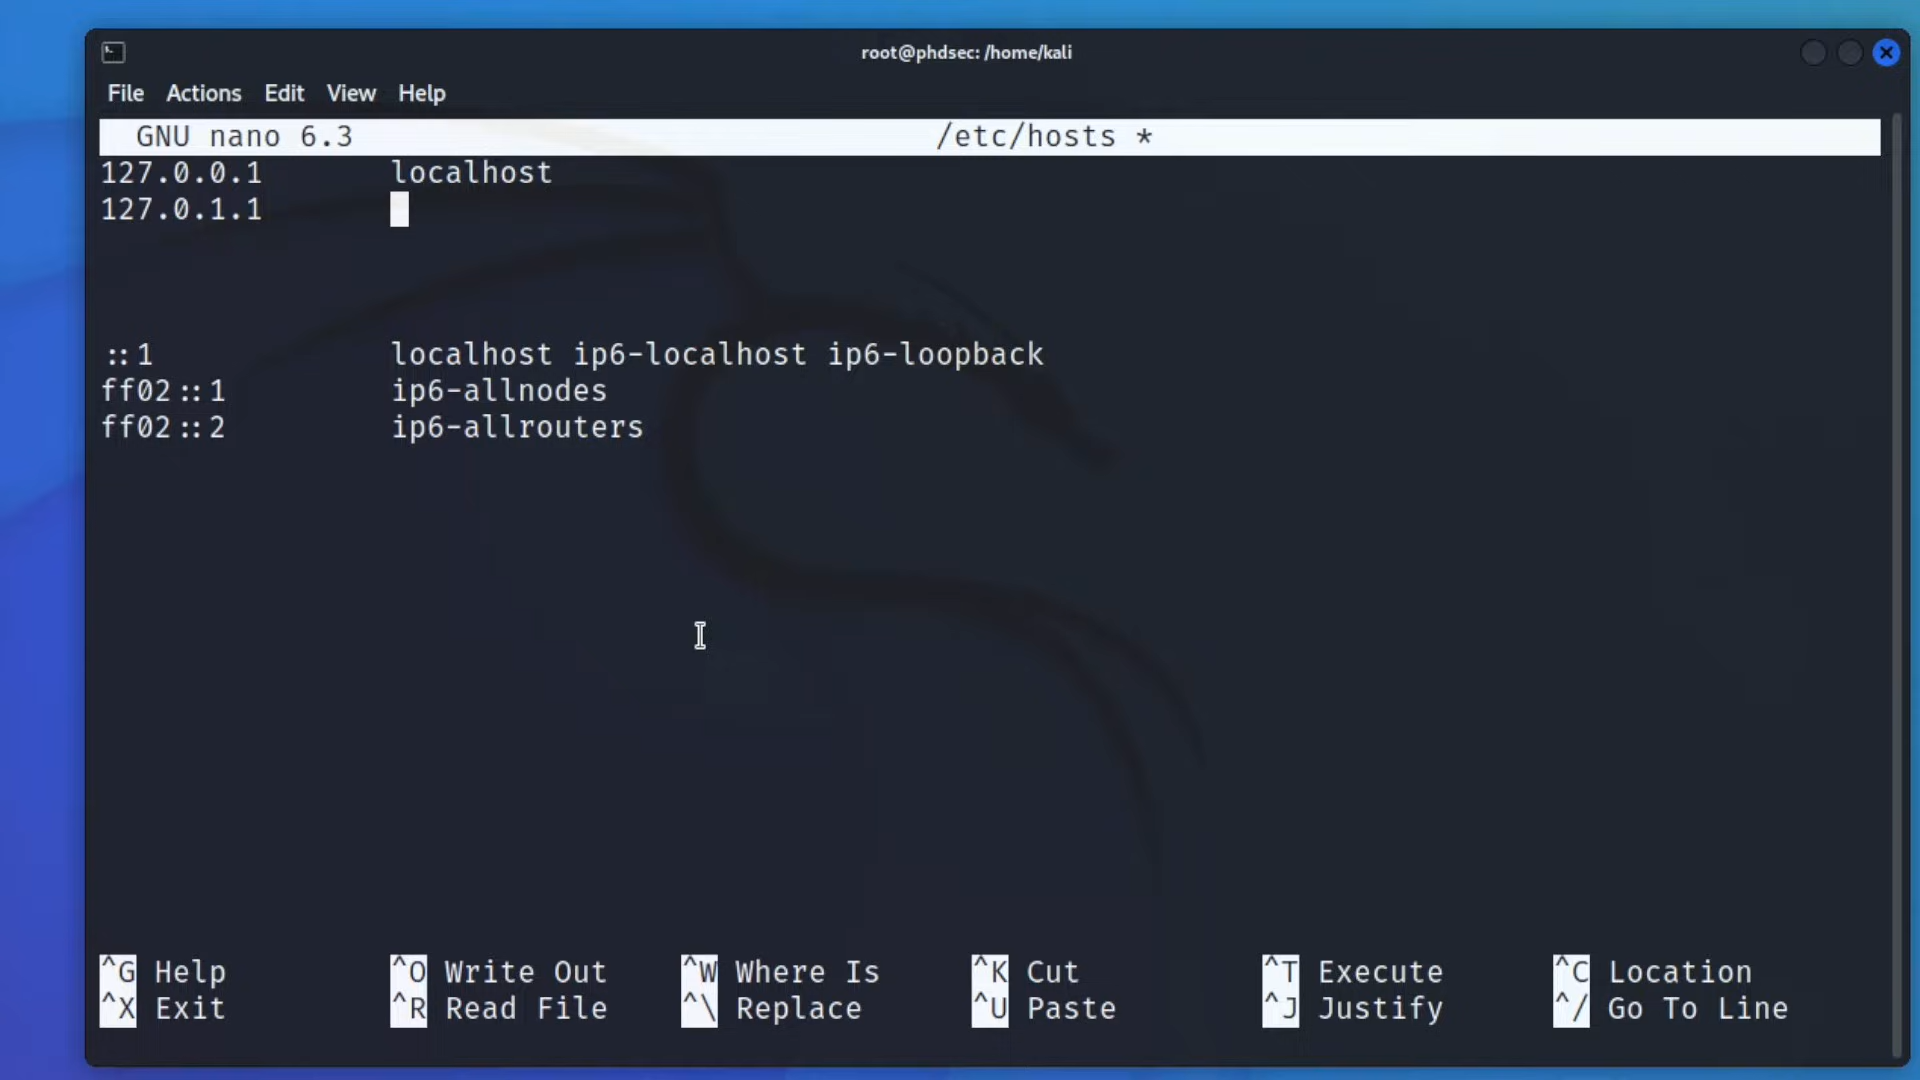 root@phdsec: /home/kali
File Actions Edit View Help
GNU nano 6.3 /etc/hosts *
127.0.0.1 localhost
127.0.1.1
::1 localhost ip6-localhost ip6-loopback
ff02::1 ip6-allnodes
ff02::2 ip6-allrouters
^G Help ^O Write Out ^W Where Is ^K Cut ^T Execute ^C Location
^X Exit ^R Read File ^\ Replace ^U Paste ^J Justify ^/ Go To Line